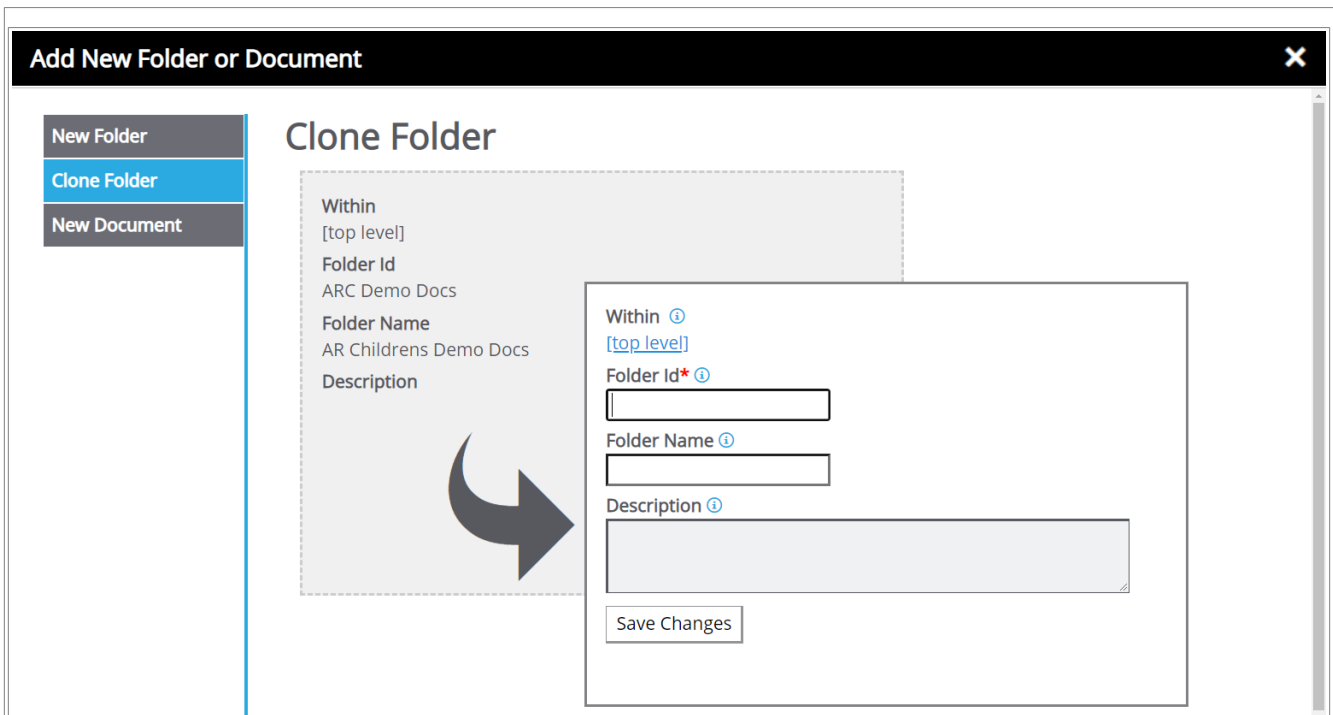 Add New Folder or Document
New Folder
Clone Folder
New Document
Clone Folder
Within
[top level]
Folder Id
ARC Demo Docs
Folder Name
AR Childrens Demo Docs
Description
Within
[top level]
Folder Id*
Folder Name
Description
Save Changes